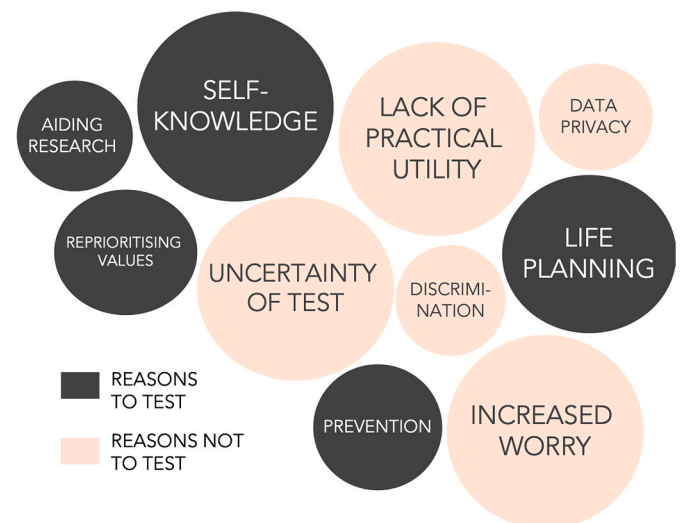 SELF-
KNOWLEDGE
AIDING
RESEARCH
LACK OF
PRACTICAL
UTILITY
DATA
PRIVACY
REPRIORITISING
VALUES
UNCERTAINTY
OF TEST
DISCRIMI-
NATION
LIFE
PLANNING
PREVENTION
INCREASED
WORRY
REASONS
TO TEST
REASONS NOT
TO TEST